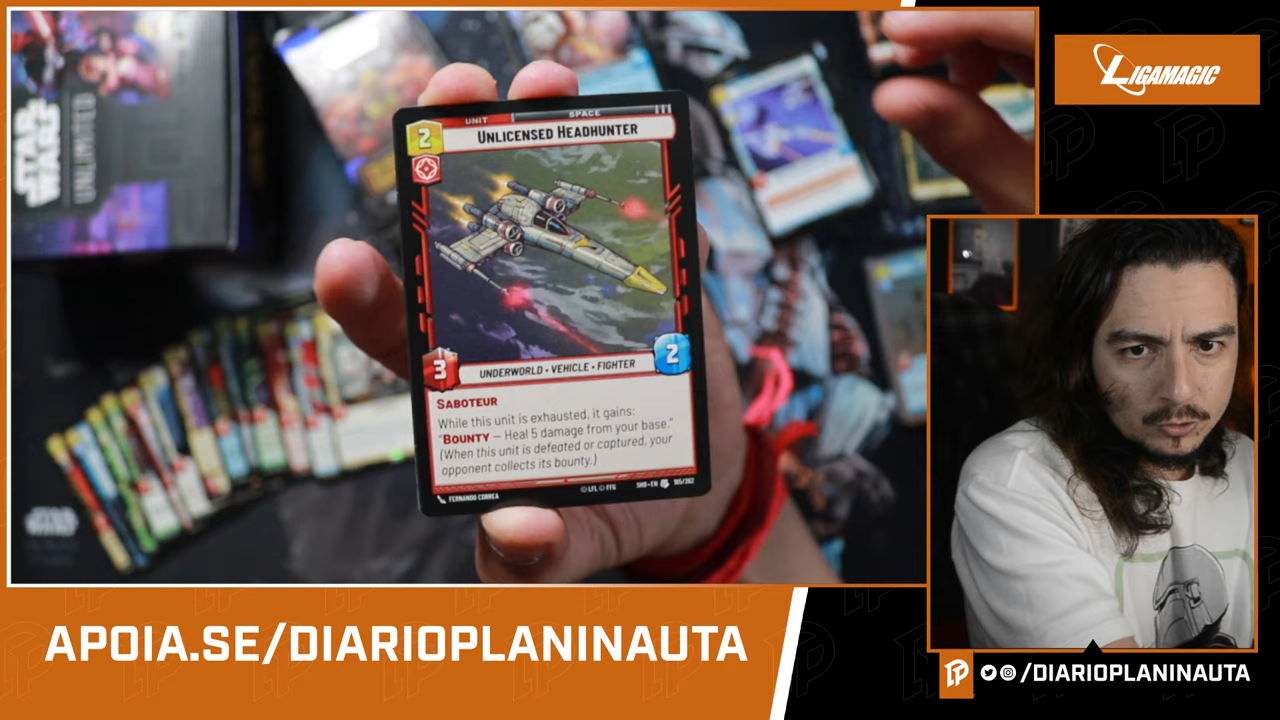 STAR WARS
UNLIMITED
LIGAMAGIC
UNIT
SPACE
2
UNLICENSED HEADHUNTER
3
2
UNDERWORLD • VEHICLE • FIGHTER
SABOTEUR
While this unit is exhausted, it gains:
"BOUNTY – Heal 5 damage from your base."
(When this unit is defeated or captured, your
opponent collects its bounty.)
FERNANDO CORREA
© LFL © FFG
SHD • EN
165/262
APOIA.SE/DIARIOPLANINAUTA
/DIARIOPLANINAUTA